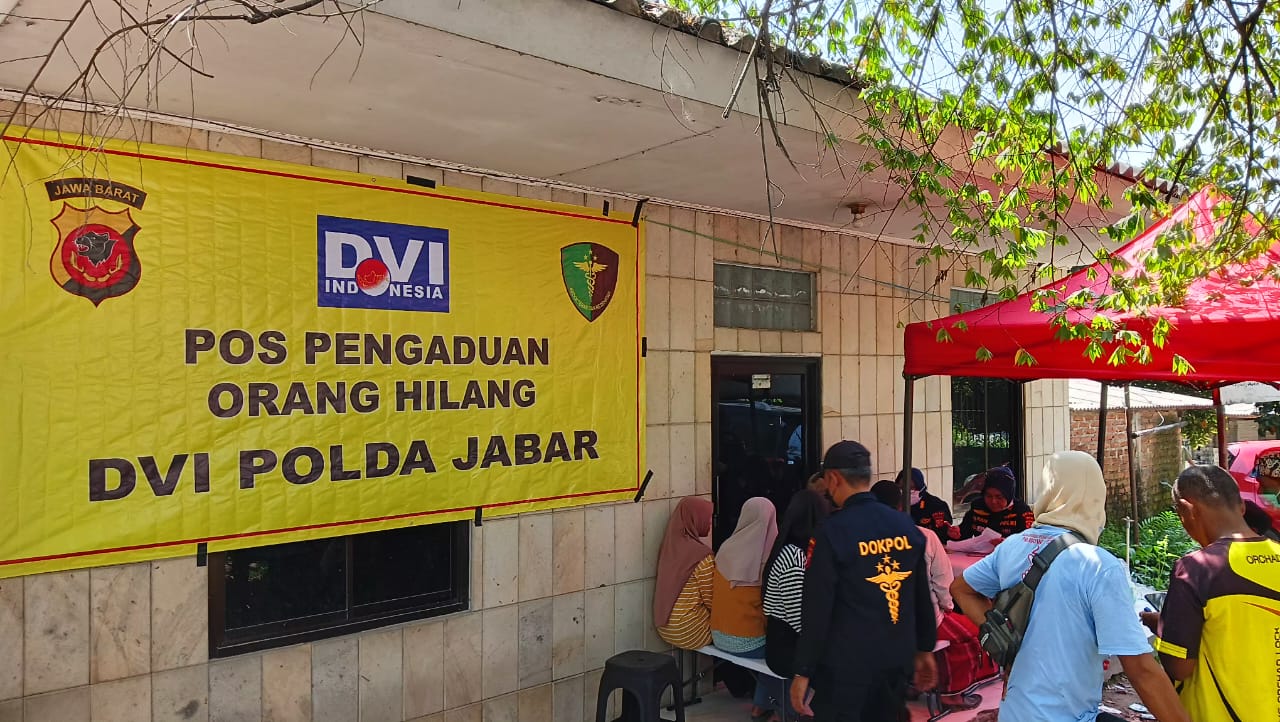 JAWA BARAT
DVI
INDONESIA
POS PENGADUAN
ORANG HILANG
DVI POLDA JABAR
DOKPOL